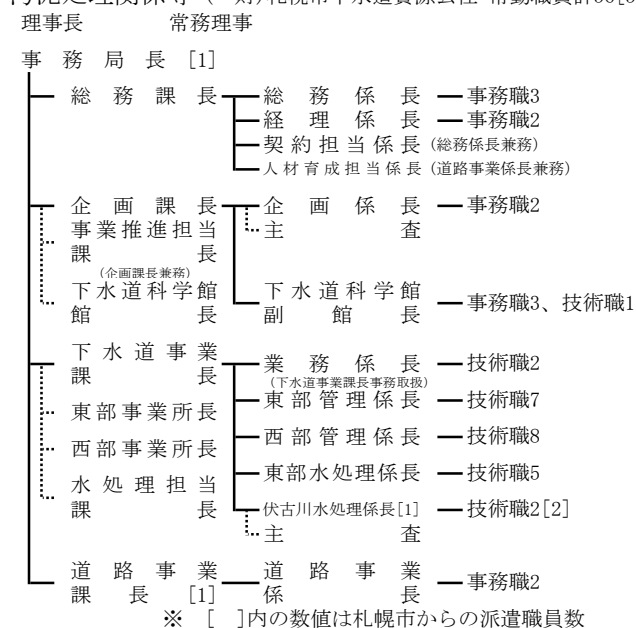 理事長 常務理事
事務局長[1]
総務課長 総務係長 事務職3
経理係長 事務職2
契約担当係長(総務係長兼務)
人材育成担当係長(道路事業係長兼務)
企画課長 企画係長 事務職2
事業推進担当 主査
課長
(企画課長兼務)
下水道科学館 下水道科学館
館長 副館長 事務職3、技術職1
下水道事業 業務係長 技術職2
課長 (下水道事業課長事務取扱)
東部事業所長 東部管理係長 技術職7
西部事業所長 西部管理係長 技術職8
水処理担当 東部水処理係長 技術職5
課長 伏古川水処理係長[1] 技術職2[2]
主査
道路事業 道路事業
課長[1] 係長 事務職2
※ [ ]内の数値は札幌市からの派遣職員数